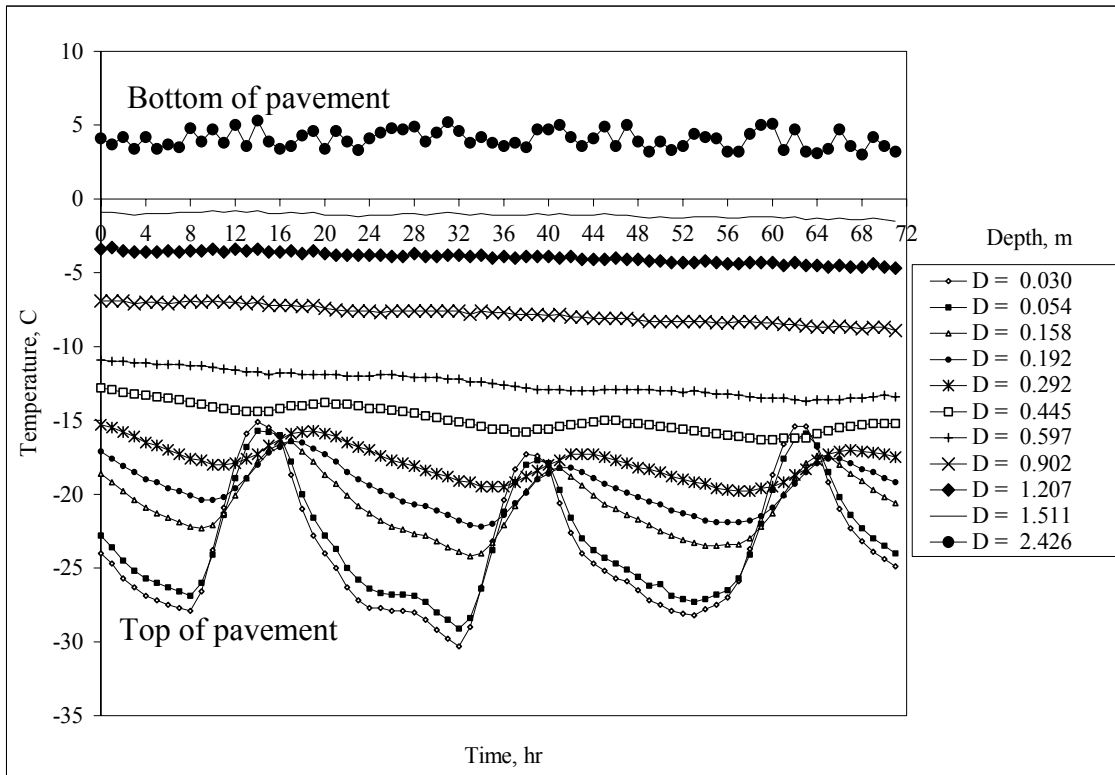 10
Bottom of pavement
5
0
0 4 8 12 16 20 24 28 32 36 40 44 48 52 56 60 64 68 72
Depth, m
-5
D = 0.030
D = 0.054
D = 0.158
D = 0.192
D = 0.292
D = 0.445
D = 0.597
D = 0.902
D = 1.207
D = 1.511
D = 2.426
Temperature, C
-10
-15
-20
-25
Top of pavement
-30
-35
Time, hr